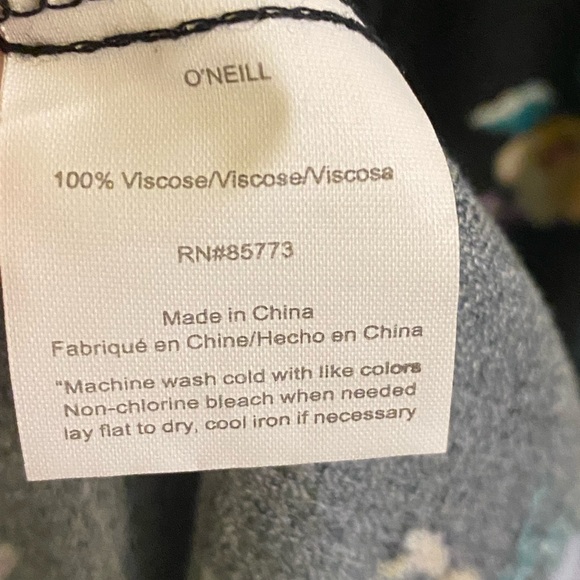 O'NEILL
100% Viscose/Viscose/Viscosa
RN#85773
Made in China
Fabriqué en Chine/Hecho en China
"Machine wash cold with like colors
Non-chlorine bleach when needed
lay flat to dry, cool iron if necessary